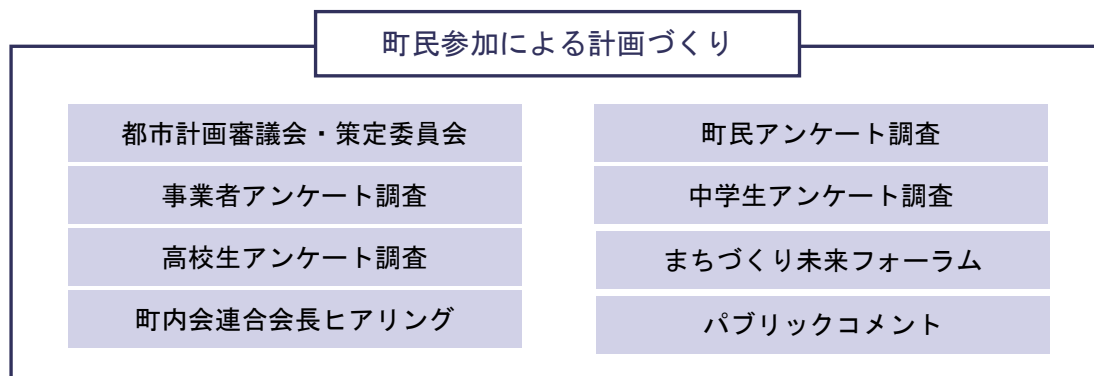 町民参加による計画づくり
都市計画審議会・策定委員会
町民アンケート調査
事業者アンケート調査
中学生アンケート調査
高校生アンケート調査
まちづくり未来フォーラム
町内会連合会長ヒアリング
パブリックコメント